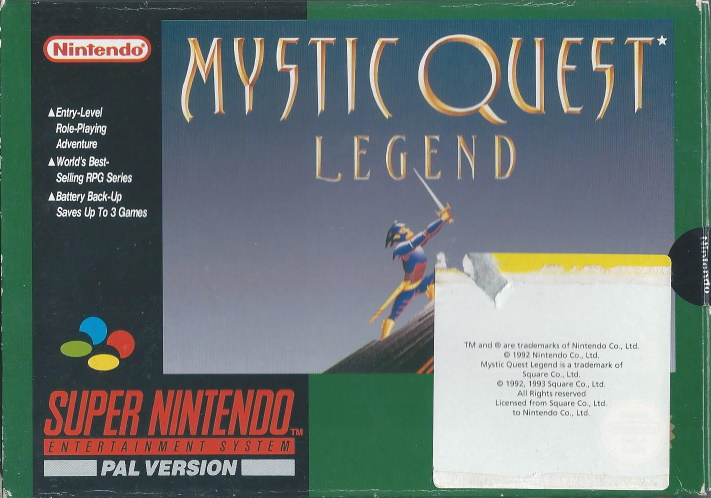 Nintendo®
MYSTIC QUEST*
LEGEND
▲Entry-Level
Role-Playing
Adventure
▲World's Best-
Selling RPG Series
▲Battery Back-Up
Saves Up To 3 Games
Nintendo
TM and ® are trademarks of Nintendo Co., Ltd.
© 1992 Nintendo Co., Ltd.
Mystic Quest Legend is a trademark of
Square Co., Ltd.
© 1992, 1993 Square Co., Ltd.
All Rights reserved
Licensed from Square Co., Ltd.
to Nintendo Co., Ltd.
SUPER NINTENDO™
ENTERTAINMENT SYSTEM
PAL VERSION